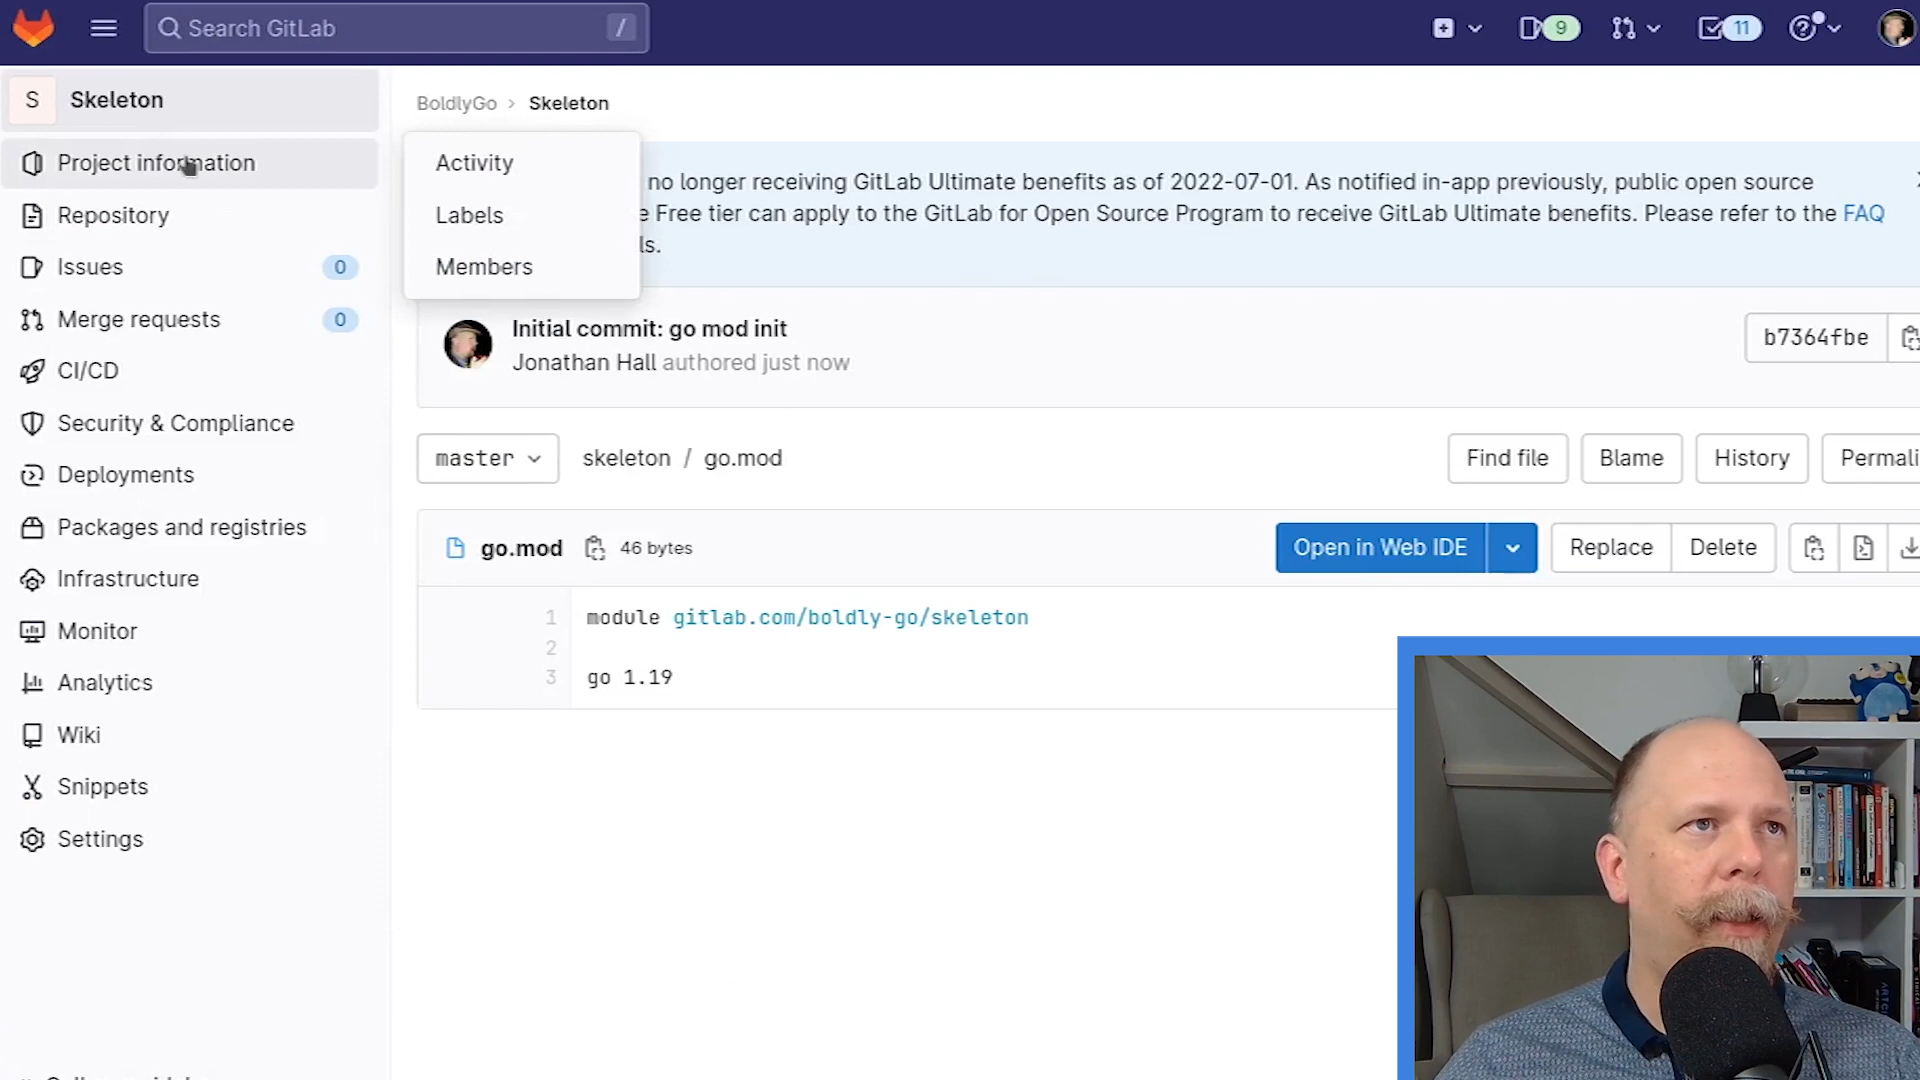 Search GitLab
/
9
11
S
Skeleton
Project information
Repository
Issues
0
Merge requests
0
CI/CD
Security & Compliance
Deployments
Packages and registries
Infrastructure
Monitor
Analytics
Wiki
Snippets
Settings
BoldlyGo › Skeleton
Activity
Labels
Members
no longer receiving GitLab Ultimate benefits as of 2022-07-01. As notified in-app previously, public open source
e Free tier can apply to the GitLab for Open Source Program to receive GitLab Ultimate benefits. Please refer to the FAQ
ls.
Initial commit: go mod init
Jonathan Hall authored just now
b7364fbe
master
skeleton / go.mod
Find file
Blame
History
Permali
go.mod
46 bytes
Open in Web IDE
Replace
Delete
1 module gitlab.com/boldly-go/skeleton
2
3 go 1.19